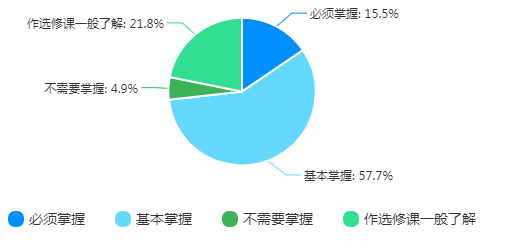 必须掌握: 15.5%
作选修课一般了解: 21.8%
不需要掌握: 4.9%
基本掌握: 57.7%
必须掌握 基本掌握 不需要掌握 作选修课一般了解